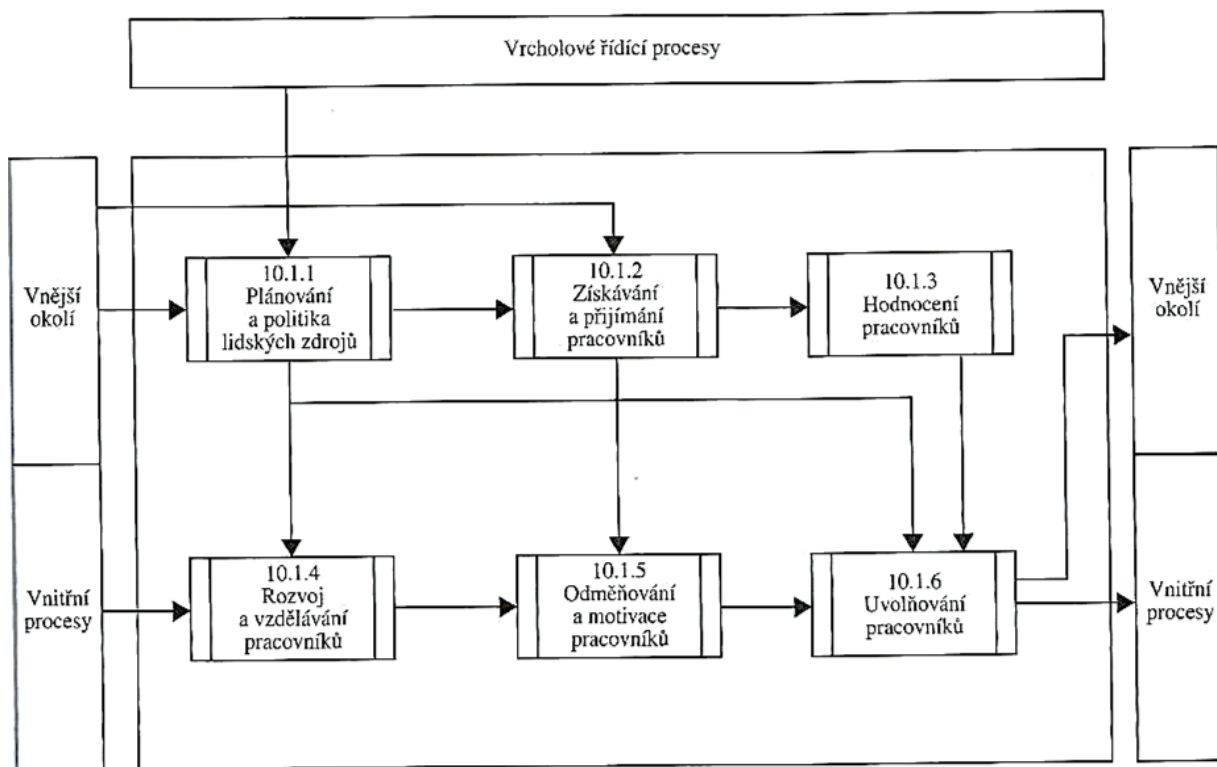 Vrcholové řídící procesy
Vnější
okolí
10.1.1
Plánování
a politika
lidských zdrojů
10.1.2
Získávání
a přijímání
pracovníků
10.1.3
Hodnocení
pracovníků
Vnější
okolí
Vnitřní
procesy
10.1.4
Rozvoj
a vzdělávání
pracovníků
10.1.5
Odměňování
a motivace
pracovníků
10.1.6
Uvolňování
pracovníků
Vnitřní
procesy